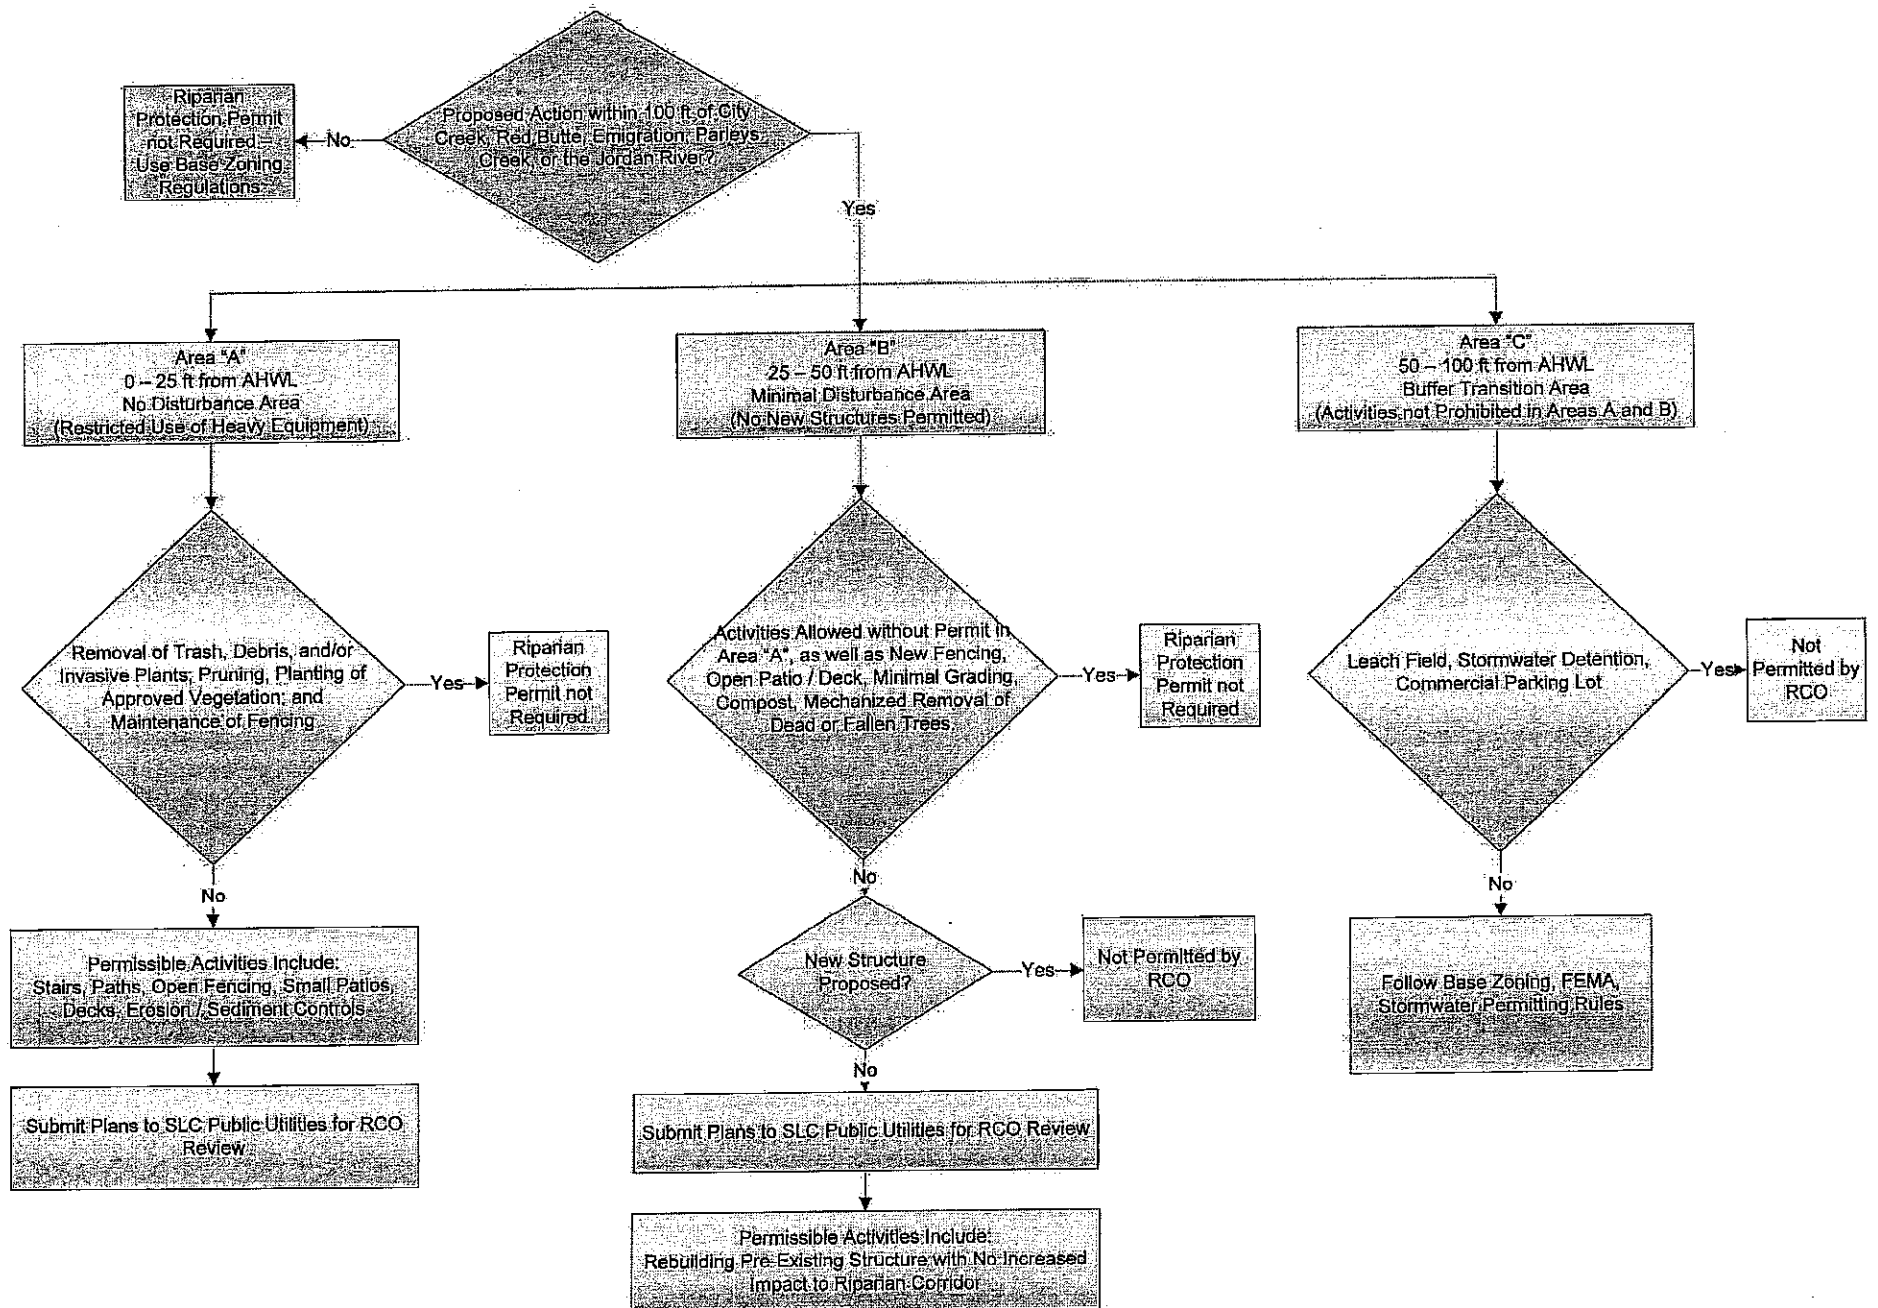 Riparian
Protection Permit
not Required –
Use Base Zoning
Regulations
No
Proposed Action within 100 ft of City
Creek, Red Butte, Emigration, Parleys
Creek, or the Jordan River?
Yes
Area "A"
0 – 25 ft from AHWL
No Disturbance Area
(Restricted Use of Heavy Equipment)
Area "B"
25 – 50 ft from AHWL
Minimal Disturbance Area
(No New Structures Permitted)
Area "C"
50 – 100 ft from AHWL
Buffer Transition Area
(Activities not Prohibited in Areas A and B)
Removal of Trash, Debris, and/or
Invasive Plants; Pruning, Planting of
Approved Vegetation; and
Maintenance of Fencing
Yes
Riparian
Protection
Permit not
Required
No
Permissible Activities Include:
Stairs, Paths, Open Fencing, Small Patios,
Decks, Erosion / Sediment Controls
Submit Plans to SLC Public Utilities for RCO
Review
Activities Allowed without Permit in
Area "A", as well as New Fencing,
Open Patio / Deck, Minimal Grading,
Compost, Mechanized Removal of
Dead or Fallen Trees.
Yes
Riparian
Protection
Permit not
Required
No
New Structure
Proposed?
Yes
Not Permitted by
RCO
No
Submit Plans to SLC Public Utilities for RCO Review
Permissible Activities Include:
Rebuilding Pre-Existing Structure with No Increased
Impact to Riparian Corridor
Leach Field, Stormwater Detention,
Commercial Parking Lot
Yes
Not
Permitted by
RCO
No
Follow Base Zoning, FEMA,
Stormwater Permitting Rules